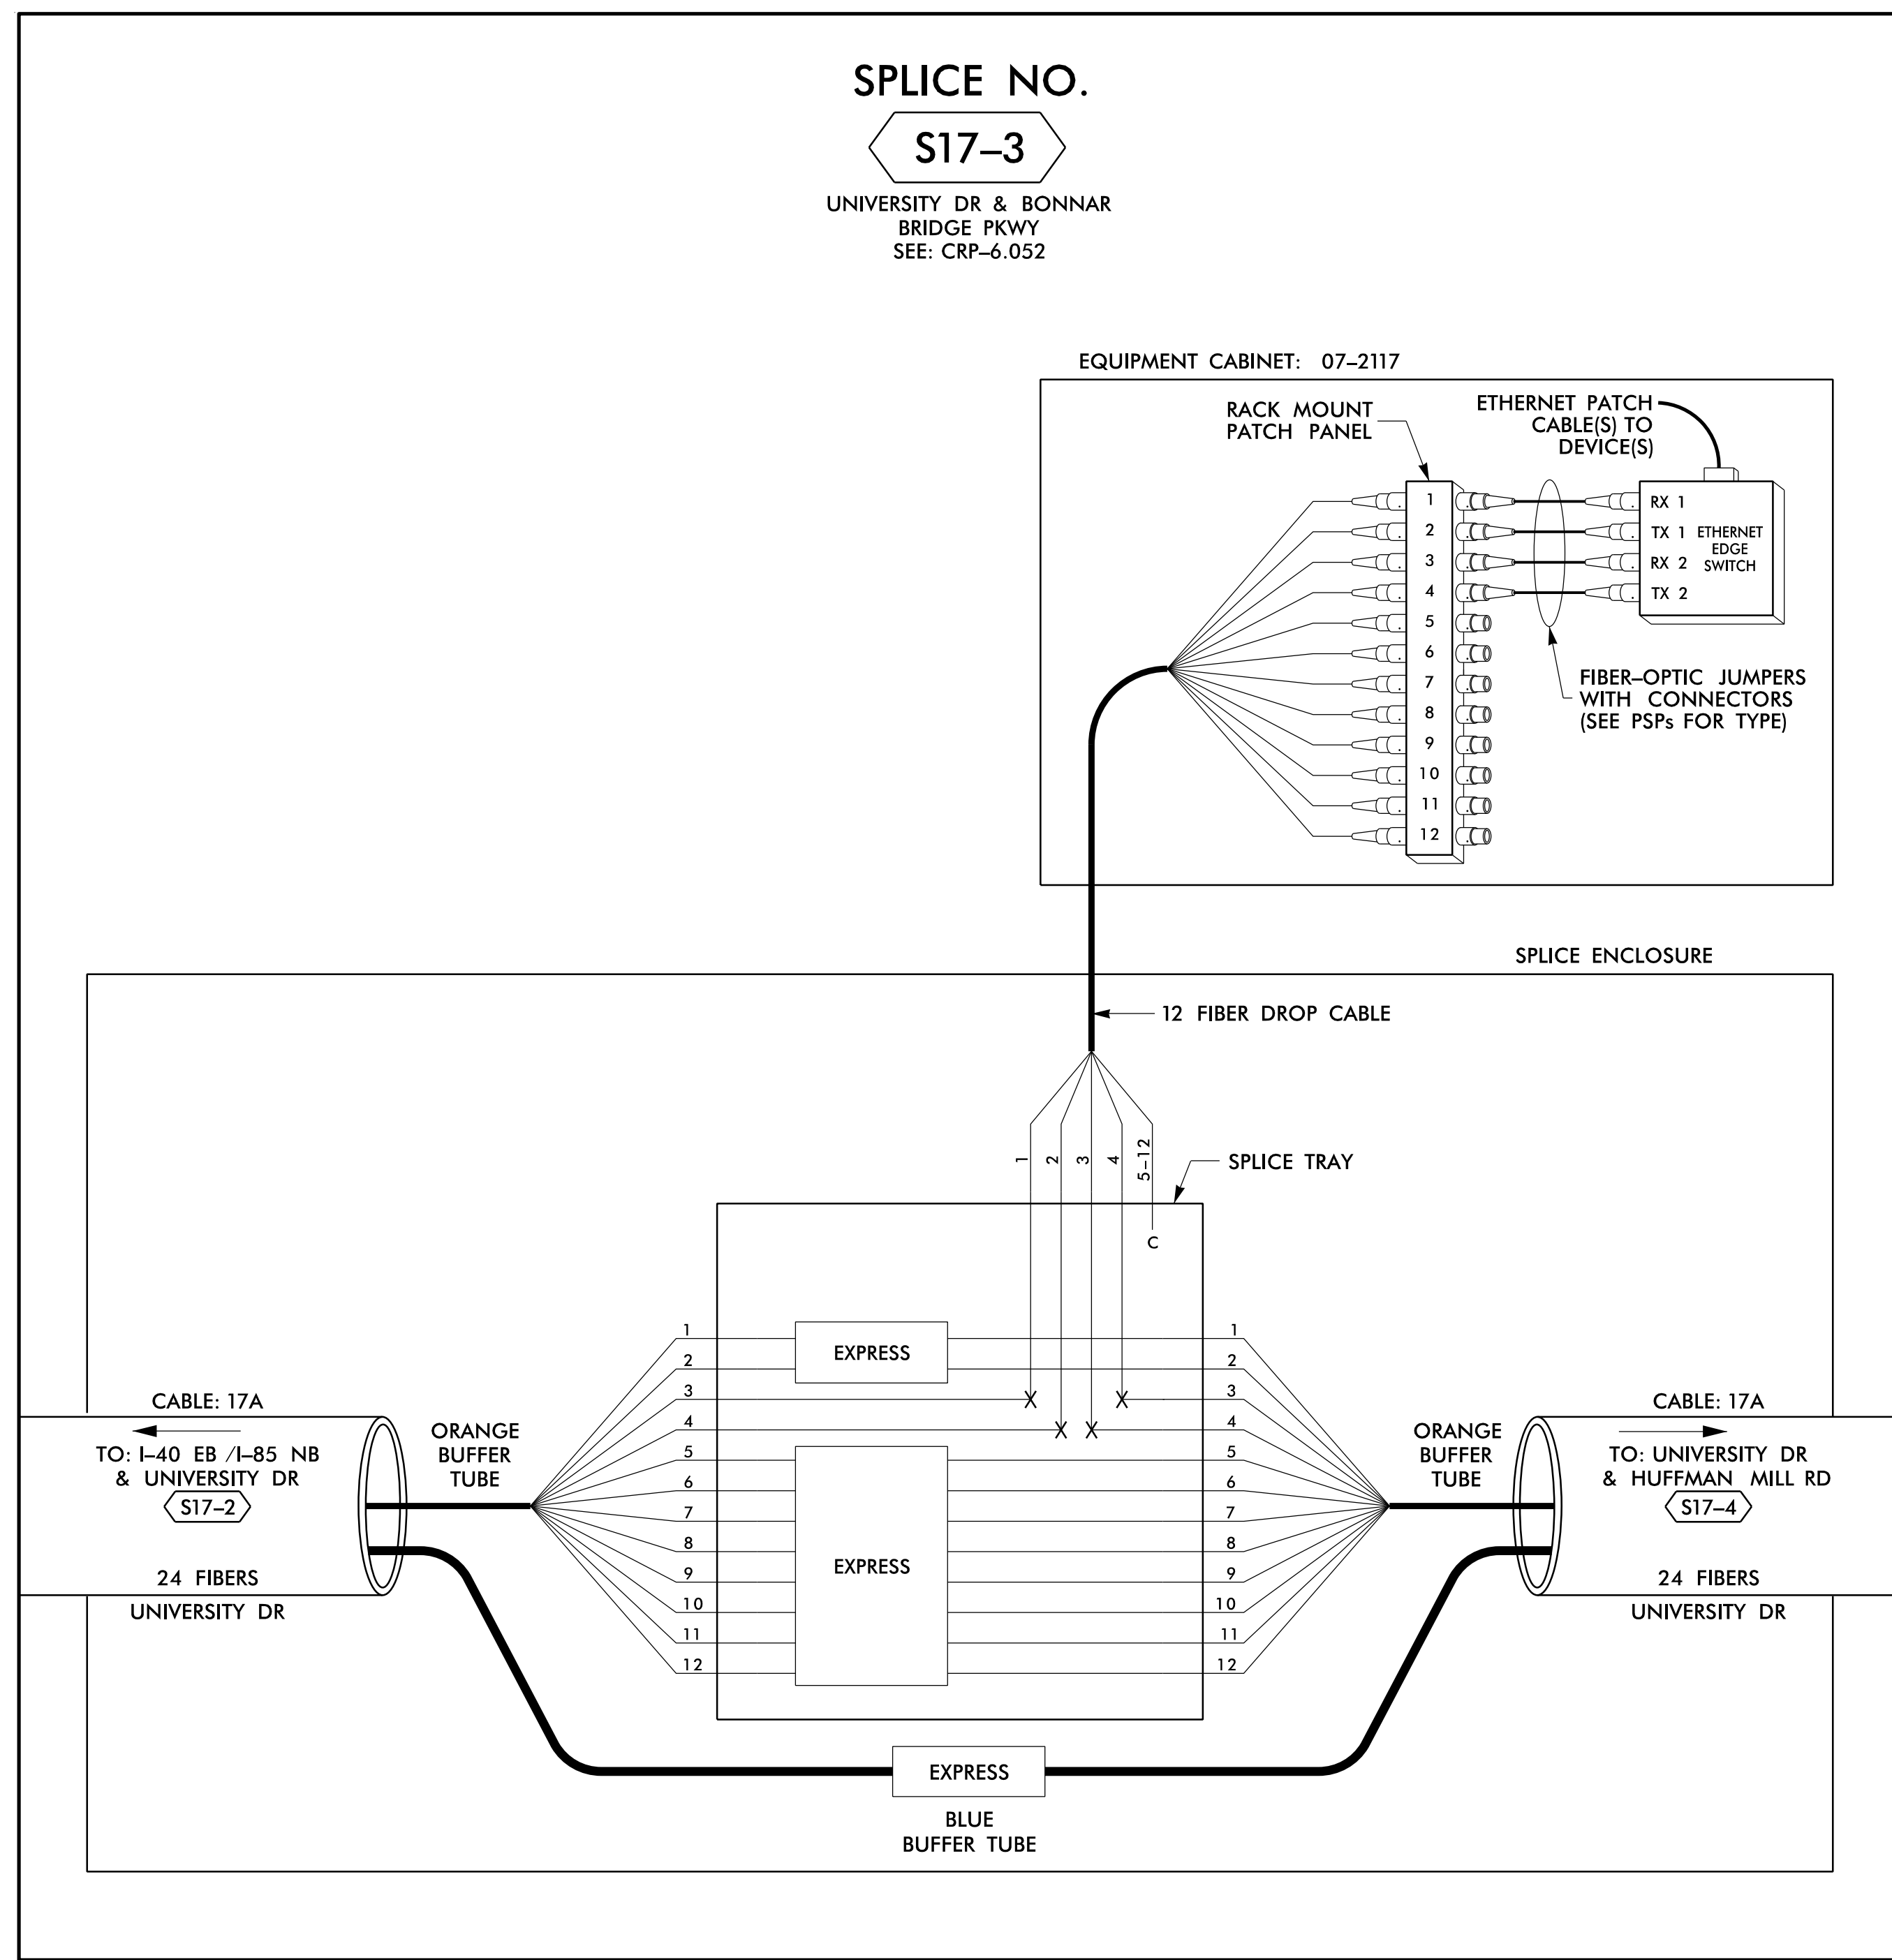 SPLICE NO.
S17–3
UNIVERSITY DR & BONNAR
BRIDGE PKWY
SEE: CRP–6.052
EQUIPMENT CABINET: 07–2117
RACK MOUNT
PATCH PANEL
ETHERNET PATCH
CABLE(S) TO
DEVICE(S)
1
2
3
4
5
6
7
8
9
10
11
12
RX 1
TX 1
RX 2
TX 2
ETHERNET
EDGE
SWITCH
FIBER–OPTIC JUMPERS
WITH CONNECTORS
(SEE PSPs FOR TYPE)
SPLICE ENCLOSURE
12 FIBER DROP CABLE
1
2
3
4
5–12
SPLICE TRAY
C
1
2
3
4
5
6
7
8
9
10
11
12
EXPRESS
EXPRESS
1
2
3
4
5
6
7
8
9
10
11
12
CABLE: 17A
TO: I–40 EB /I–85 NB
& UNIVERSITY DR
S17–2
24 FIBERS
UNIVERSITY DR
ORANGE
BUFFER
TUBE
ORANGE
BUFFER
TUBE
CABLE: 17A
TO: UNIVERSITY DR
& HUFFMAN MILL RD
S17–4
24 FIBERS
UNIVERSITY DR
EXPRESS
BLUE
BUFFER TUBE